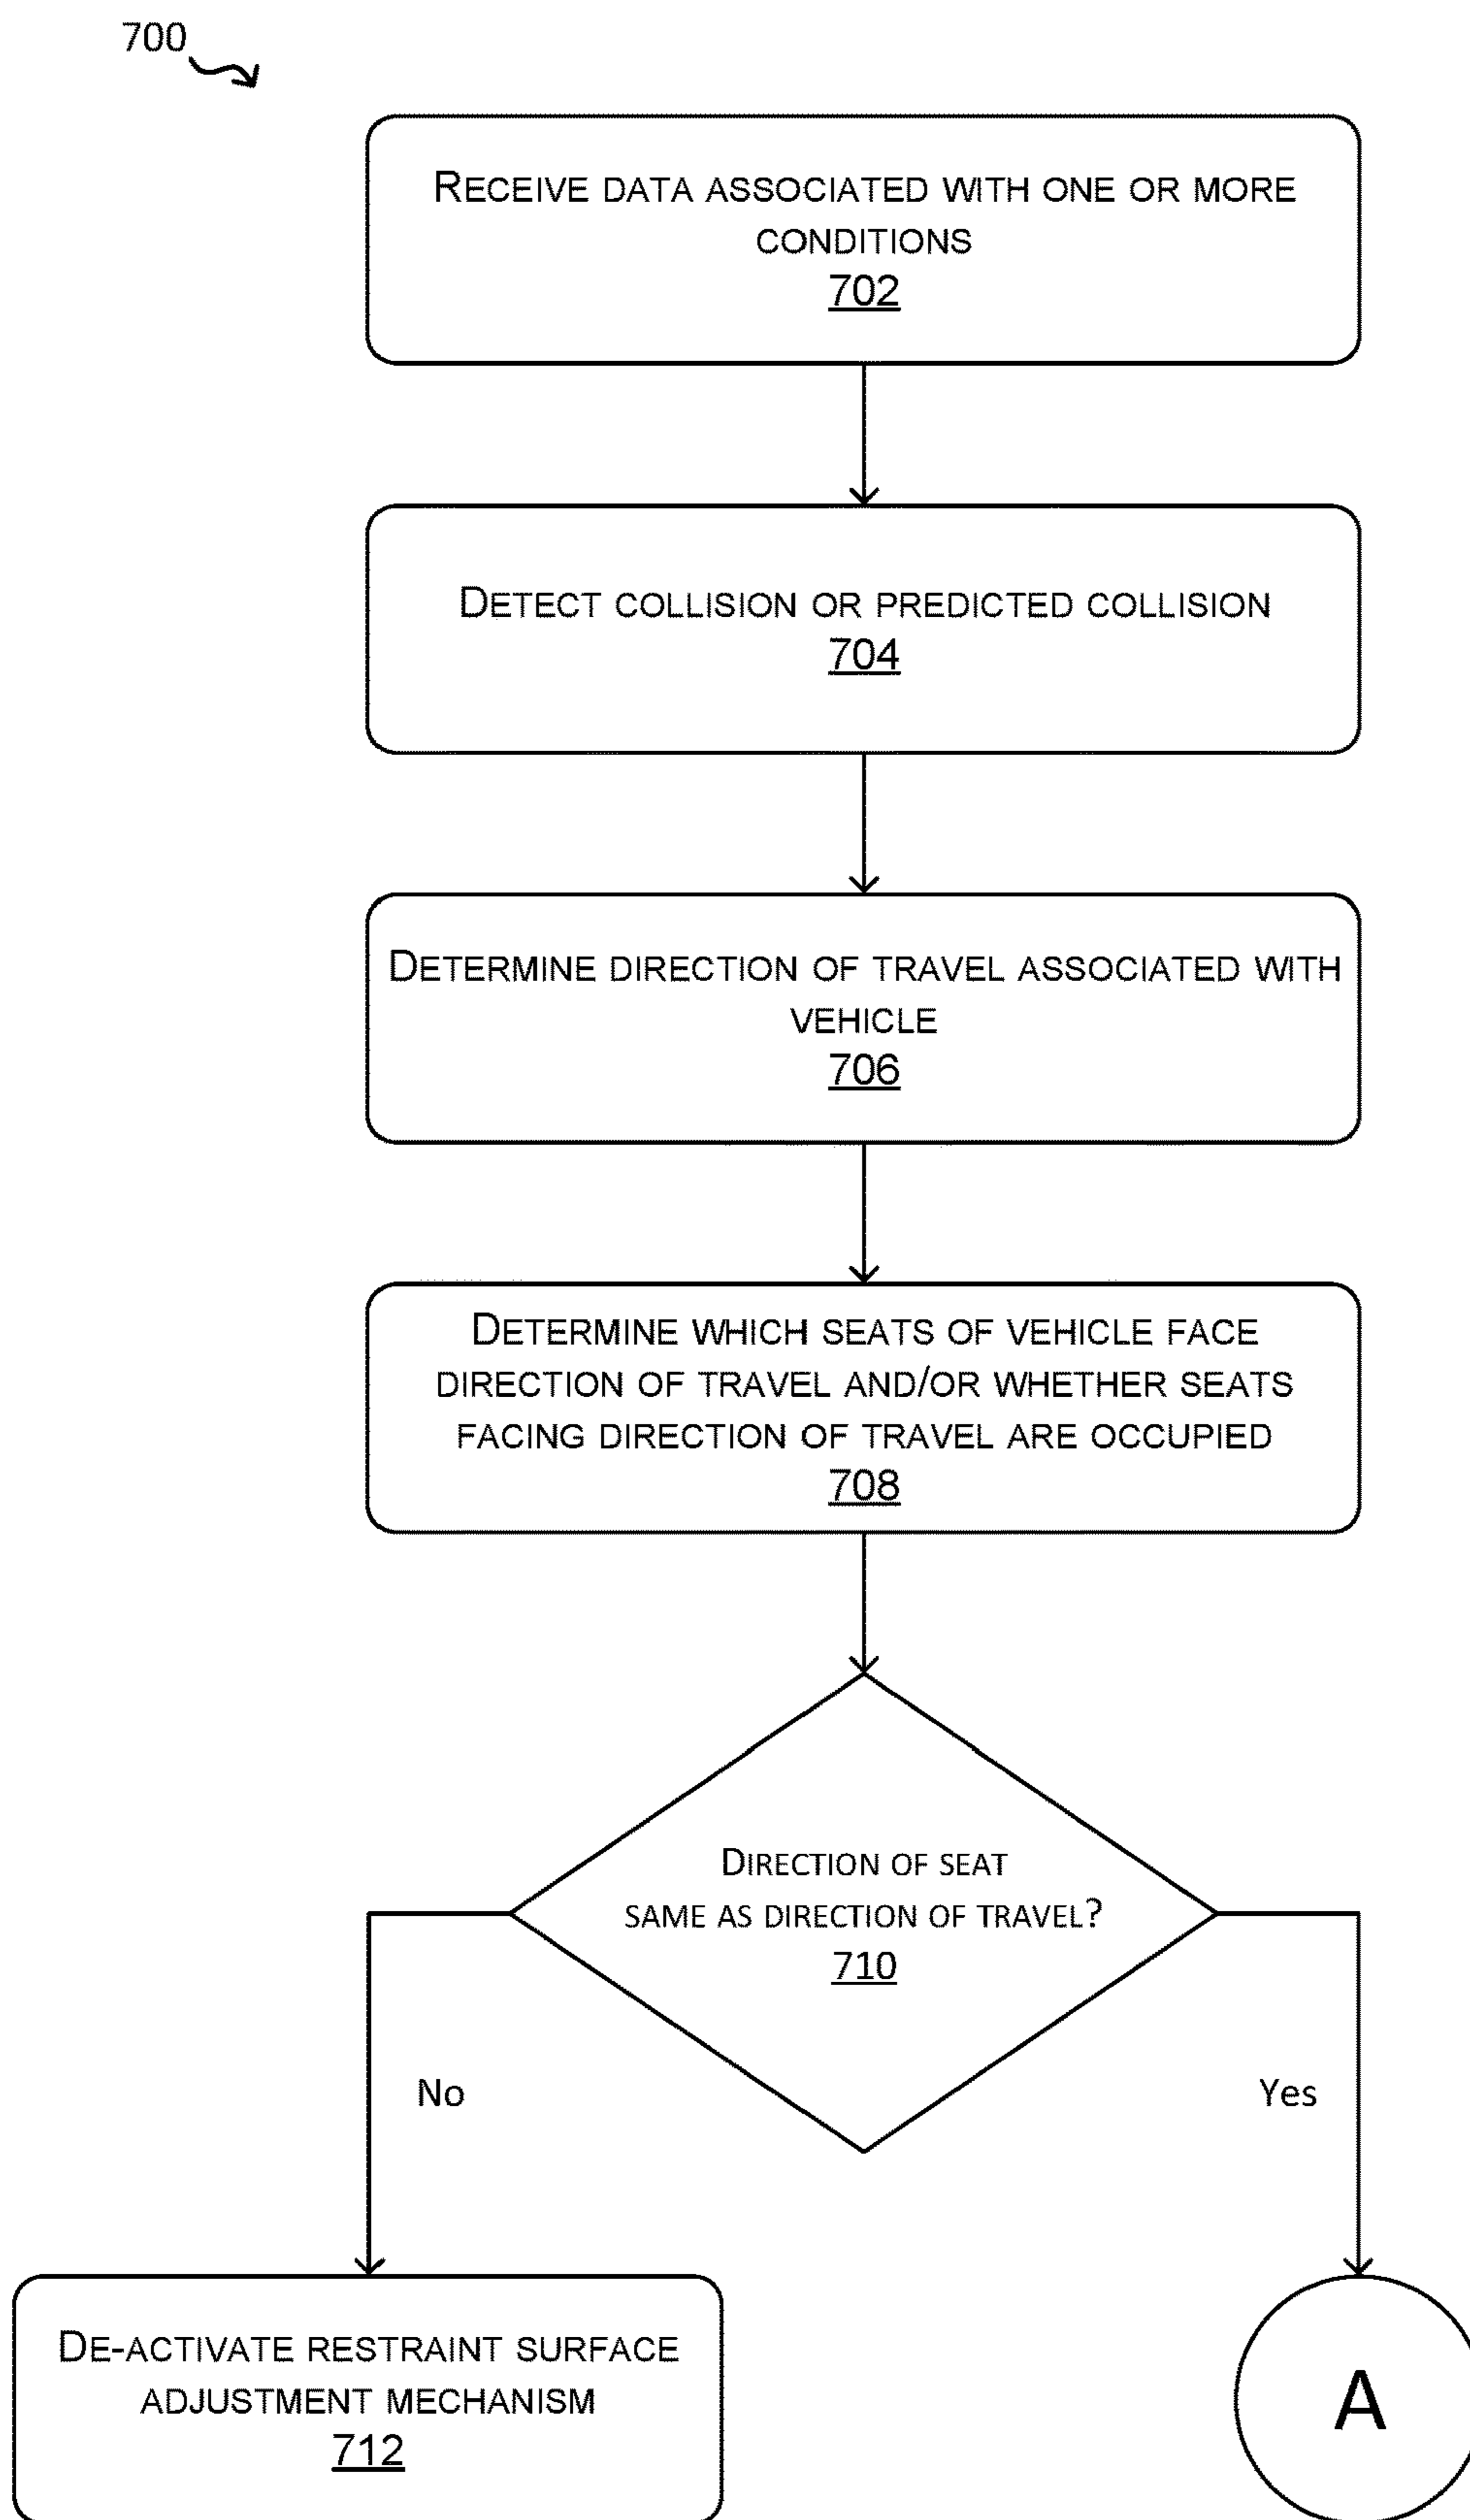 700
RECEIVE DATA ASSOCIATED WITH ONE OR MORE
CONDITIONS
702
DETECT COLLISION OR PREDICTED COLLISION
704
DETERMINE DIRECTION OF TRAVEL ASSOCIATED WITH
VEHICLE
706
DETERMINE WHICH SEATS OF VEHICLE FACE
DIRECTION OF TRAVEL AND/OR WHETHER SEATS
FACING DIRECTION OF TRAVEL ARE OCCUPIED
708
DIRECTION OF SEAT
SAME AS DIRECTION OF TRAVEL?
710
No
Yes
DE-ACTIVATE RESTRAINT SURFACE
ADJUSTMENT MECHANISM
712
A